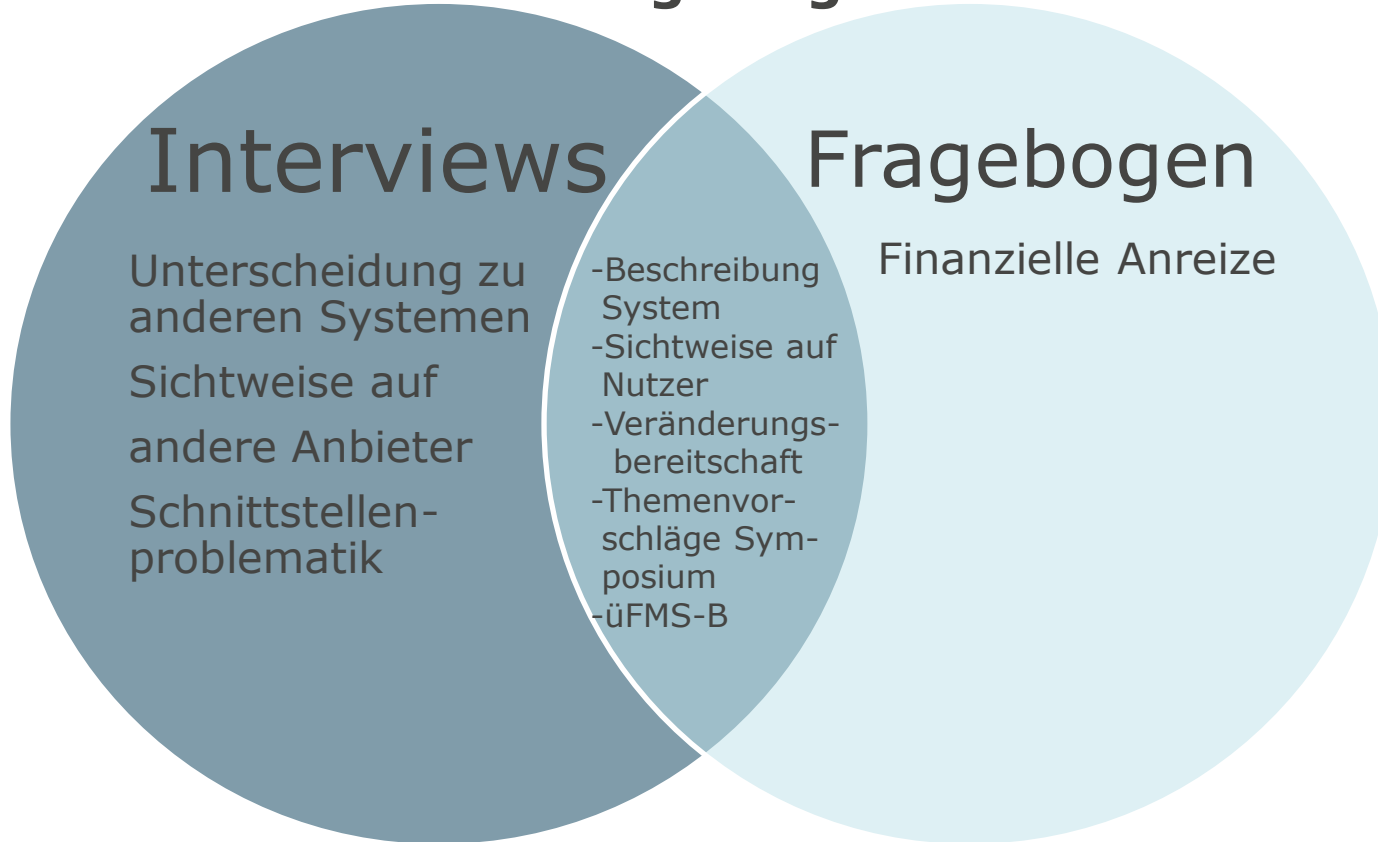 Interviews
Unterscheidung zu
anderen Systemen
Sichtweise auf
andere Anbieter
Schnittstellen-
problematik
-Beschreibung
System
-Sichtweise auf
Nutzer
-Veränderungs-
bereitschaft
-Themenvor-
schläge Sym-
posium
-üFMS-B
Fragebogen
Finanzielle Anreize